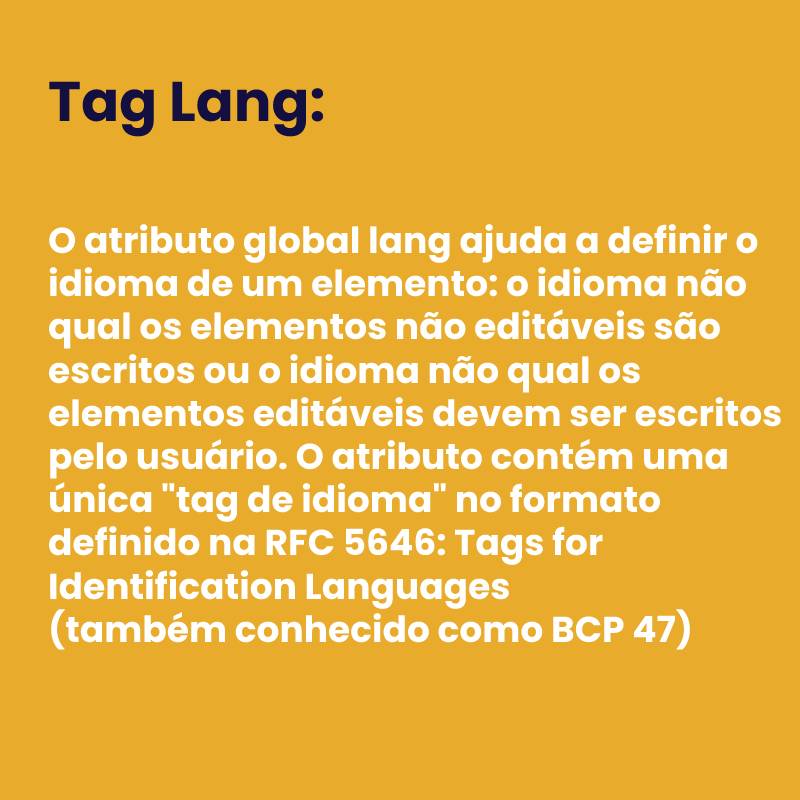 Tag Lang:
O atributo global lang ajuda a definir o
idioma de um elemento: o idioma não
qual os elementos não editáveis são
escritos ou o idioma não qual os
elementos editáveis devem ser escritos
pelo usuário. O atributo contém uma
única "tag de idioma" no formato
definido na RFC 5646: Tags for
Identification Languages
(também conhecido como BCP 47)